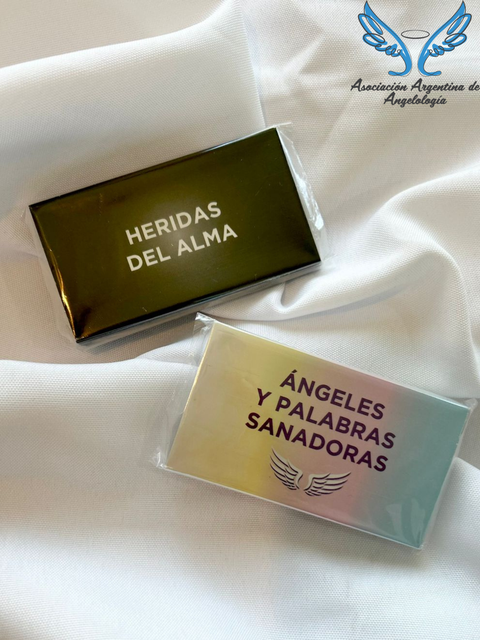 Asociación Argentina de
Angelología
HERIDAS
DEL ALMA
ÁNGELES
Y PALABRAS
SANADORAS